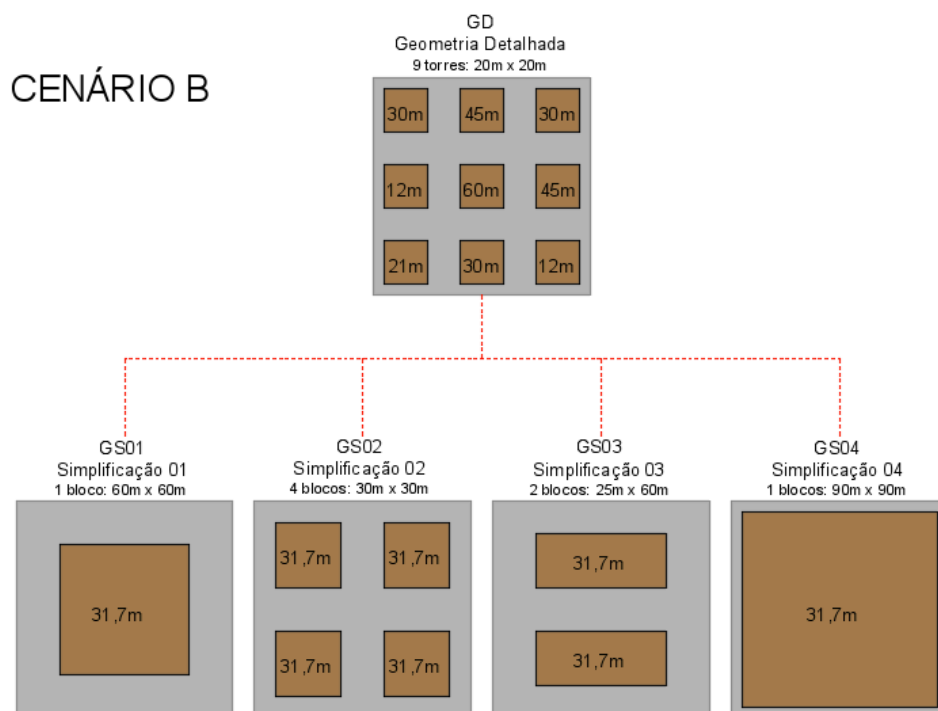 GD
Geometria Detalhada
9 torres: 20m x 20m
CENÁRIO B
30m 45m 30m
12m 60m 45m
21m 30m 12m
GS01
Simplificação 01
1 bloco: 60m x 60m
31,7m
GS02
Simplificação 02
4 blocos: 30m x 30m
31,7m 31,7m
31,7m 31,7m
GS03
Simplificação 03
2 blocos: 25m x 60m
31,7m
31,7m
GS04
Simplificação 04
1 blocos: 90m x 90m
31,7m